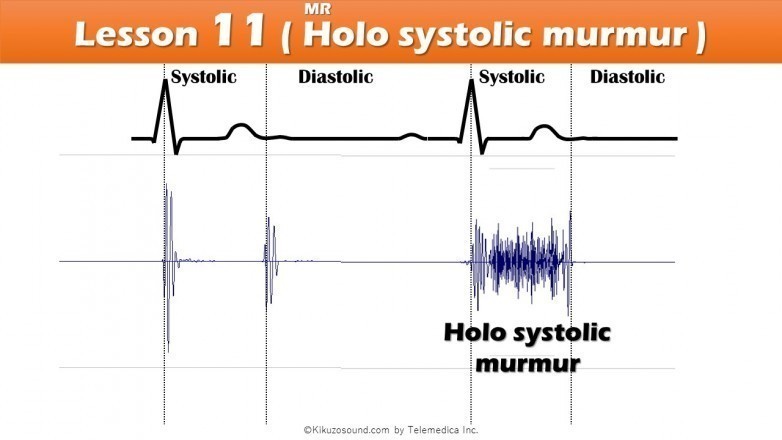 MR
Lesson 11 ( Holo systolic murmur )
Systolic Diastolic Systolic Diastolic
Holo systolic
murmur
©Kikuzosound.com by Telemedica Inc.